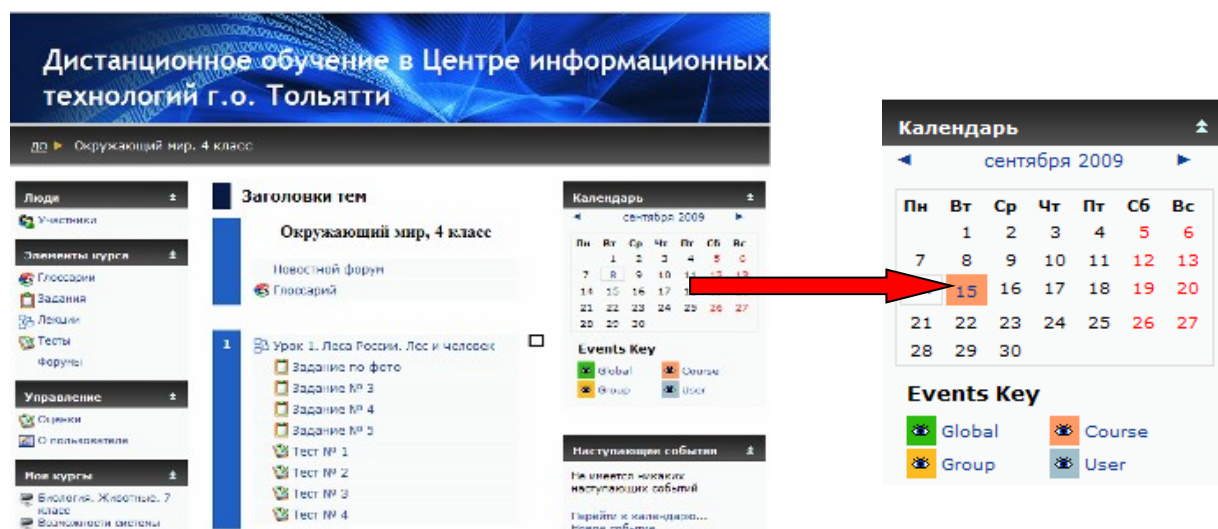 Дистанционное обучение в Центре информационных
технологий г.о. Тольятти
до ► Окружающий мир, 4 класс
Люди
Участники
Элементы курса
Глоссарии
Задания
Лекции
Тесты
Форумы
Управление
Оценки
О пользователе
Мои курсы
Биология. Животные. 7
класс
Возможности системы
Заголовки тем
Окружающий мир, 4 класс
Новостной форум
Глоссарий
1 Урок 1. Леса России. Лес и человек
Задание по фото
Задание № 3
Задание № 4
Задание № 5
Тест № 1
Тест № 2
Тест № 3
Тест № 4
Календарь
сентября 2009
Пн Вт Ср Чт Пт Сб Вс
1 2 3 4 5 6
7 8 9 10 11 12 13
14 15 16 17
21 22 23 24 25 26 27
28 29 30
Events Key
Global Course
Group User
Наступающие события
Не имеется никаких
наступающих событий
Перейти к календарю...
Новое событие...
Календарь
сентября 2009
Пн Вт Ср Чт Пт Сб Вс
1 2 3 4 5 6
7 8 9 10 11 12 13
15 16 17 18 19 20
21 22 23 24 25 26 27
28 29 30
Events Key
Global Course
Group User